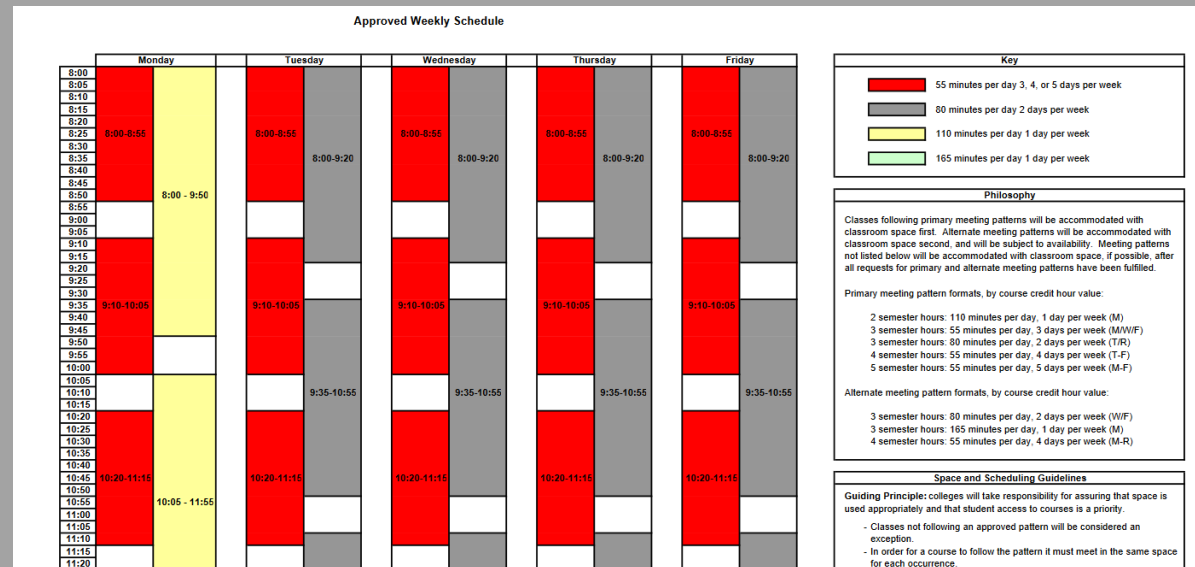 Approved Weekly Schedule
Monday Tuesday Wednesday Thursday Friday
8:00
8:05
8:10
8:15
8:20
8:25 8:00-8:55 8:00-8:55 8:00-8:55 8:00-8:55 8:00-8:55
8:30
8:35 8:00-9:20 8:00-9:20 8:00-9:20 8:00-9:20
8:40
8:45
8:50 8:00 - 9:50
8:55
9:00
9:05
9:10
9:15
9:20
9:25
9:30
9:35 9:10-10:05 9:10-10:05 9:10-10:05 9:10-10:05 9:10-10:05
9:40
9:45
9:50
9:55
10:00
10:05
10:10 9:35-10:55 9:35-10:55 9:35-10:55 9:35-10:55
10:15
10:20
10:25
10:30
10:35
10:40
10:45 10:20-11:15 10:20-11:15 10:20-11:15 10:20-11:15 10:20-11:15
10:50
10:55 10:05 - 11:55
11:00
11:05
11:10
11:15
11:20
Key
55 minutes per day 3, 4, or 5 days per week
80 minutes per day 2 days per week
110 minutes per day 1 day per week
165 minutes per day 1 day per week
Philosophy
Classes following primary meeting patterns will be accommodated with
classroom space first. Alternate meeting patterns will be accommodated with
classroom space second, and will be subject to availability. Meeting patterns
not listed below will be accommodated with classroom space, if possible, after
all requests for primary and alternate meeting patterns have been fulfilled.
Primary meeting pattern formats, by course credit hour value:
2 semester hours: 110 minutes per day, 1 day per week (M)
3 semester hours: 55 minutes per day, 3 days per week (M/W/F)
3 semester hours: 80 minutes per day, 2 days per week (T/R)
4 semester hours: 55 minutes per day, 4 days per week (T-F)
5 semester hours: 55 minutes per day, 5 days per week (M-F)
Alternate meeting pattern formats, by course credit hour value:
3 semester hours: 80 minutes per day, 2 days per week (W/F)
3 semester hours: 165 minutes per day, 1 day per week (M)
4 semester hours: 55 minutes per day, 4 days per week (M-R)
Space and Scheduling Guidelines
Guiding Principle: colleges will take responsibility for assuring that space is
used appropriately and that student access to courses is a priority.
- Classes not following an approved pattern will be considered an
exception.
- In order for a course to follow the pattern it must meet in the same space
for each occurrence.